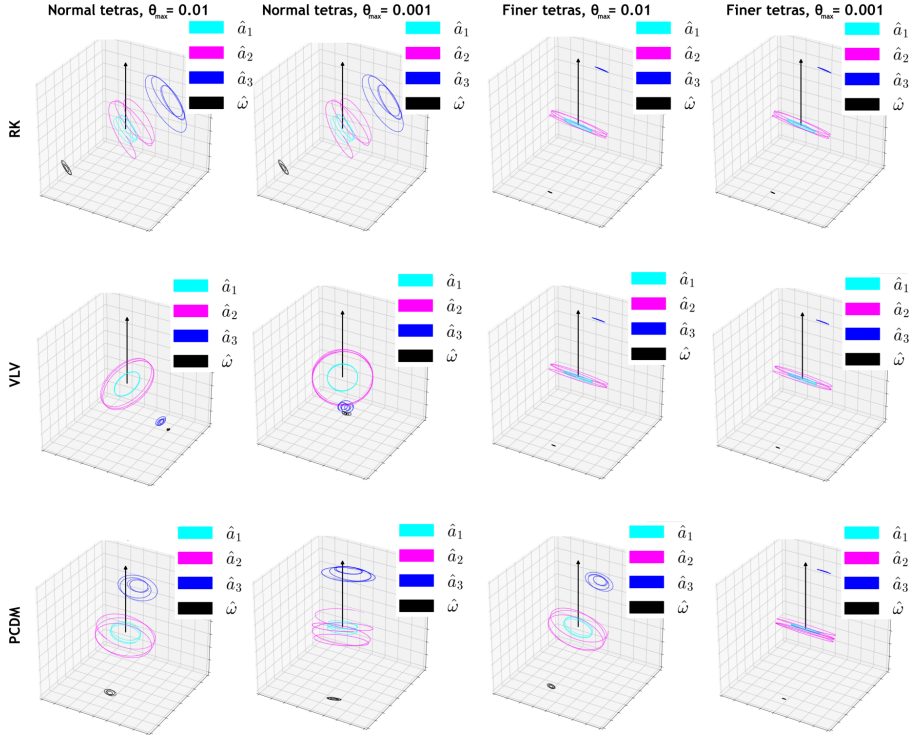 Normal tetras, θmax = 0.01
Normal tetras, θmax = 0.001
Finer tetras, θmax = 0.01
Finer tetras, θmax = 0.001
RK
â1
â2
â3
ω̂
â1
â2
â3
ω̂
â1
â2
â3
ω̂
â1
â2
â3
ω̂
VLV
â1
â2
â3
ω̂
â1
â2
â3
ω̂
â1
â2
â3
ω̂
â1
â2
â3
ω̂
PCDM
â1
â2
â3
ω̂
â1
â2
â3
ω̂
â1
â2
â3
ω̂
â1
â2
â3
ω̂